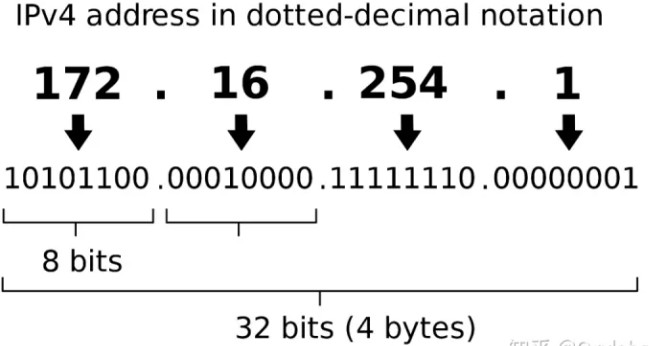 IPv4 address in dotted-decimal notation
172 . 16 . 254 . 1
10101100.00010000.11111110.00000001
8 bits
32 bits (4 bytes)